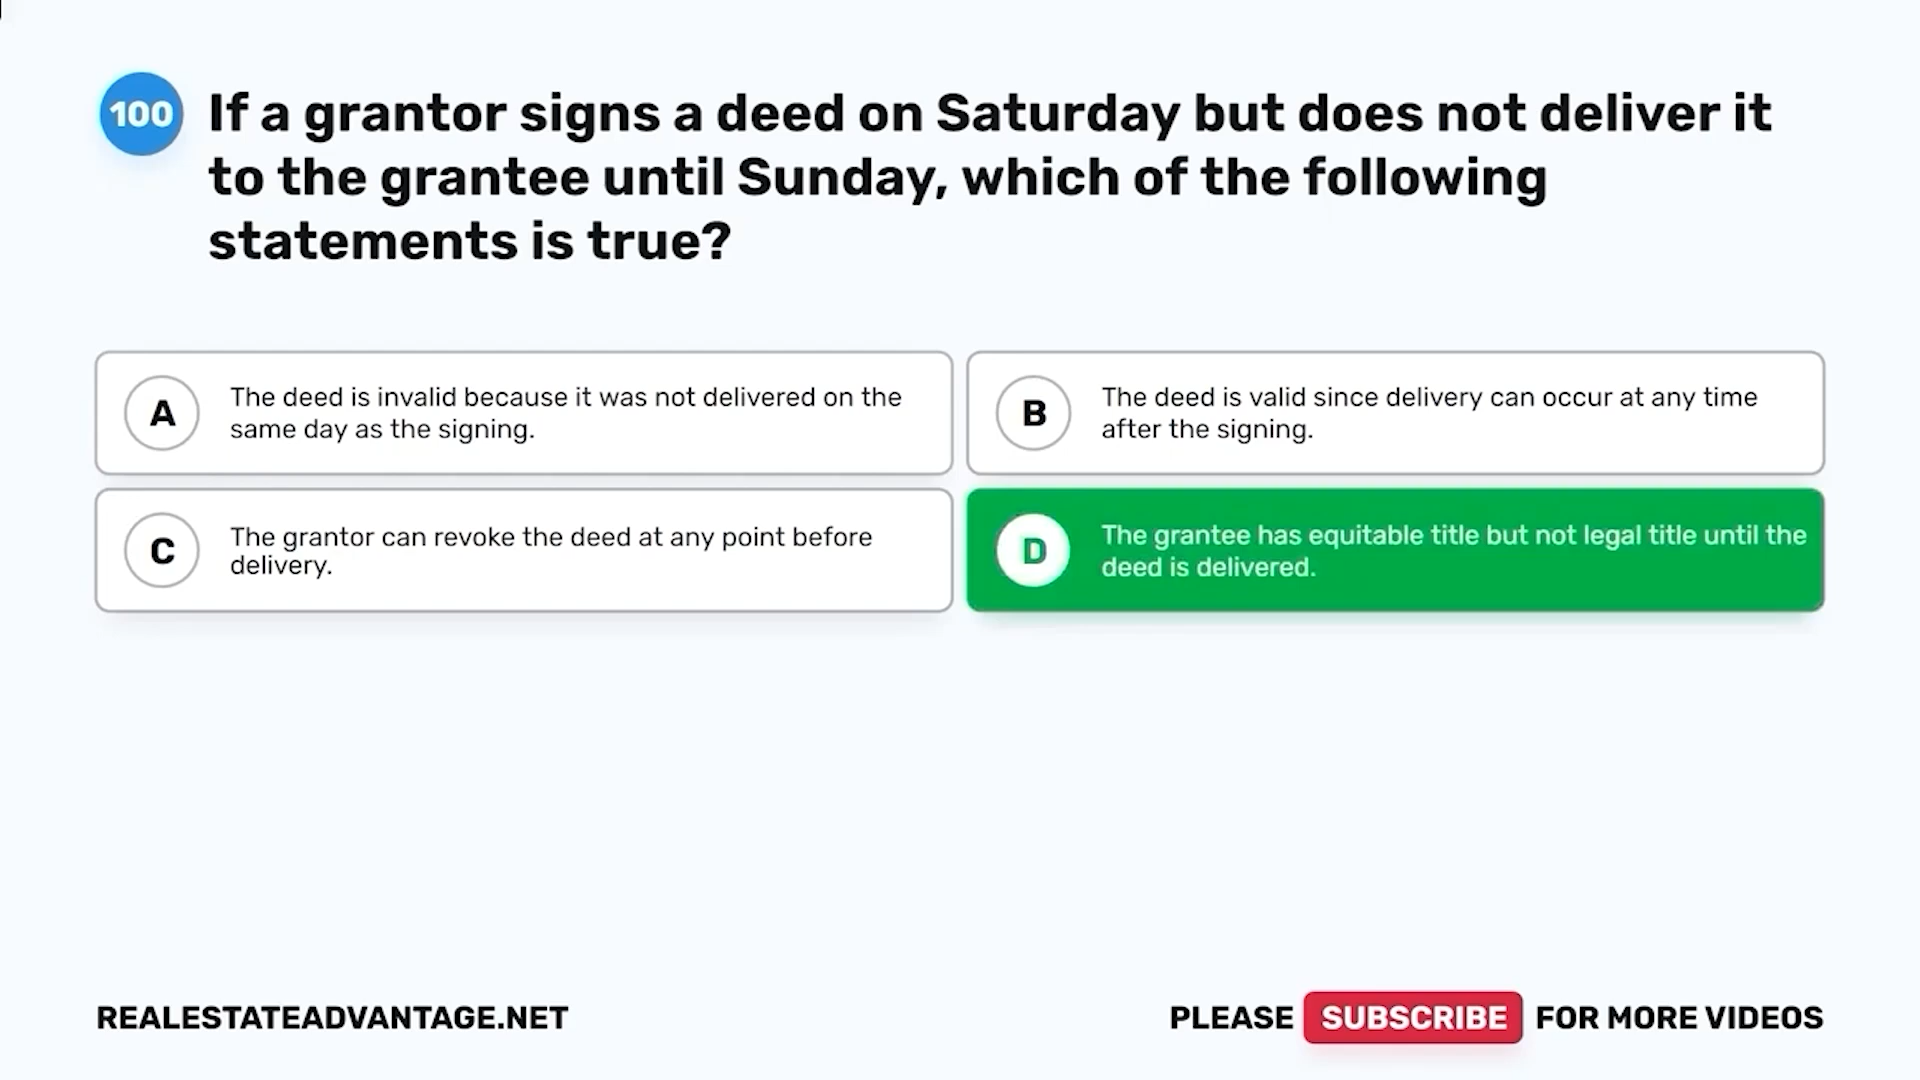 100
If a grantor signs a deed on Saturday but does not deliver it
to the grantee until Sunday, which of the following
statements is true?
A
The deed is invalid because it was not delivered on the
same day as the signing.
B
The deed is valid since delivery can occur at any time
after the signing.
C
The grantor can revoke the deed at any point before
delivery.
D
The grantee has equitable title but not legal title until the
deed is delivered.
REALESTATEADVANTAGE.NET
PLEASE SUBSCRIBE FOR MORE VIDEOS